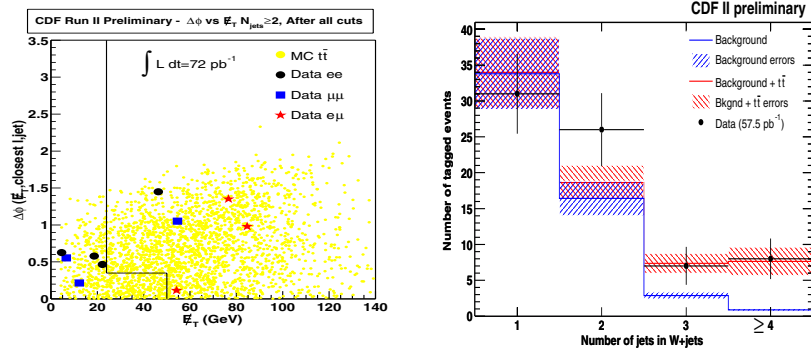 CDF Run II Preliminary - Δϕ vs E̸_T N_jets≥2, After all cuts
∫ L dt=72 pb⁻¹
MC tt̄
Data ee
Data μμ
Data eμ
Δϕ (E̸_T,closest l,jet)
3.5
3
2.5
2
1.5
1
0.5
0
0 20 40 60 80 100 120 140
E̸_T (GeV)
CDF II preliminary
Background
Background errors
Background + tt̄
Bkgnd + tt̄ errors
Data (57.5 pb⁻¹)
Number of tagged events
40
35
30
25
20
15
10
5
0
1 2 3 ≥ 4
Number of jets in W+jets